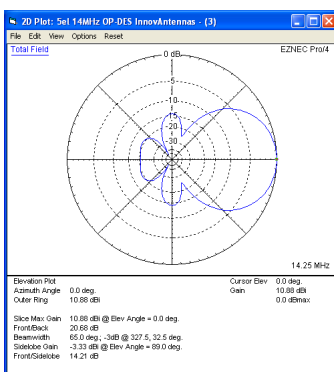 2D Plot: 5el 14MHz OP-DES InnovAntennas - (3)
File Edit View Options Reset
Total Field
EZNEC Pro/4
0 dB
-5
-10
-15
-20
-30
14.25 MHz
Elevation Plot
Azimuth Angle 0.0 deg.
Outer Ring 10.88 dBi
Cursor Elev 0.0 deg.
Gain 10.88 dBi
0.0 dBmax
Slice Max Gain 10.88 dBi @ Elev Angle = 0.0 deg.
Front/Back 20.68 dB
Beamwidth 65.0 deg.; -3dB @ 327.5, 32.5 deg.
Sidelobe Gain -3.33 dBi @ Elev Angle = 89.0 deg.
Front/Sidelobe 14.21 dB